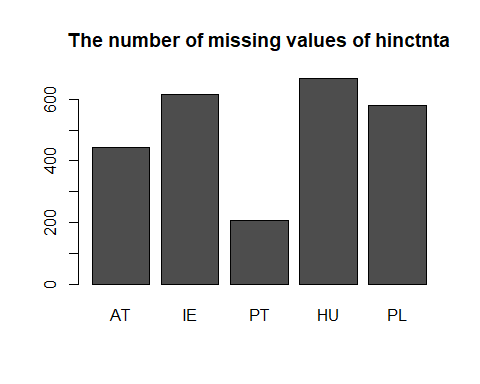 The number of missing values of hinctnta
600
400
200
0
AT IE PT HU PL